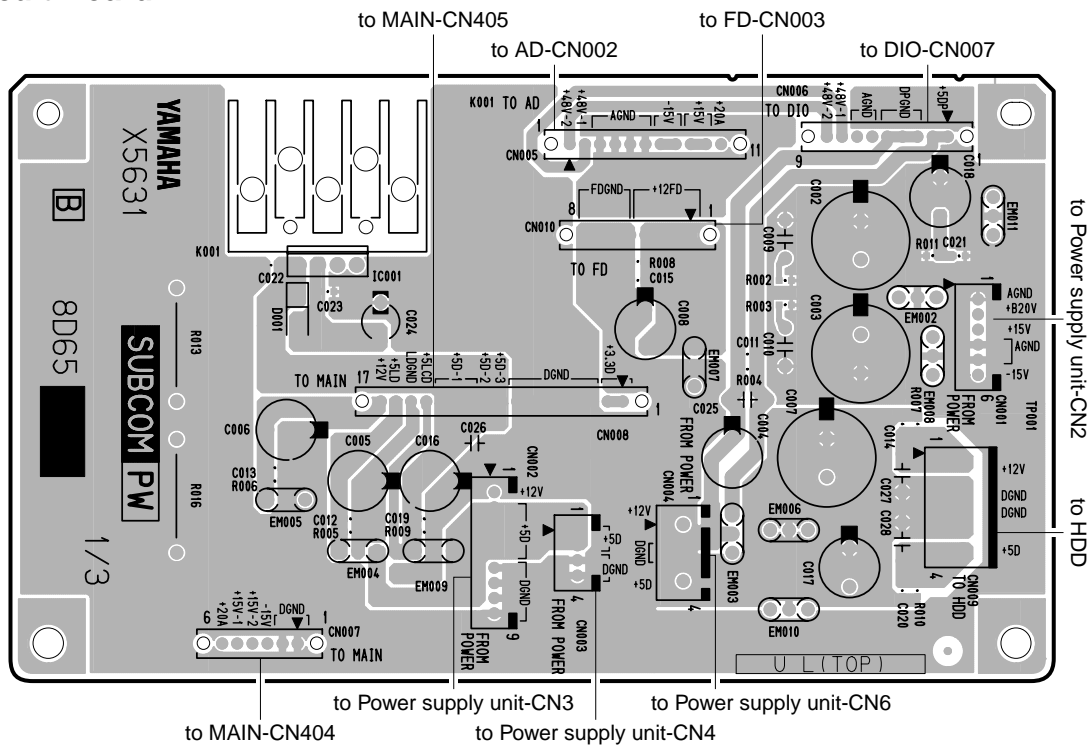 to MAIN-CN405
to FD-CN003
to AD-CN002
to DIO-CN007
YAMAHA
X5631
B
8D65
SUBCOM PW
1/3
K001
K001 TO AD
+48V-2
+48V-1
AGND
-15V
+15V
+20A
1
11
CN005
CN006
TO DIO
+48V-2
+48V-1
AGND
DPGND
+5DP
9
1
C018
C002
EM011
FDGND
+12FD
8
1
CN010
TO FD
R008
C015
C008
C009
R002
R003
C003
C010
C011
R004
R011
C021
EM002
EM007
C025
C004
C007
EM008
R007
C014
1
AGND
+B20V
+15V
AGND
-15V
6
CN001
FROM POWER
TP001
to Power supply unit-CN2
C022
C023
D001
IC001
C024
R013
R016
TO MAIN
17
+12V
+5LD
LDGND
+5LCD
+5D-1
+5D-2
+5D-3
DGND
+3.3D
1
CN008
C006
C005
C016
C026
C013
R006
EM005
C012
R005
EM004
C019
R009
EM009
CN002
1
+12V
+5D
DGND
9
FROM POWER
1
+5D
DGND
4
CN003
FROM POWER
FROM POWER
CN004
1
+12V
DGND
+5D
4
EM003
EM006
C017
EM010
C027
C028
1
+12V
DGND
DGND
+5D
4
CN009
TO HDD
R010
C020
to HDD
6
+20A
+15V-1
+15V-2
-15V
DGND
1
CN007
TO MAIN
U L(TOP)
to Power supply unit-CN3
to Power supply unit-CN6
to MAIN-CN404
to Power supply unit-CN4